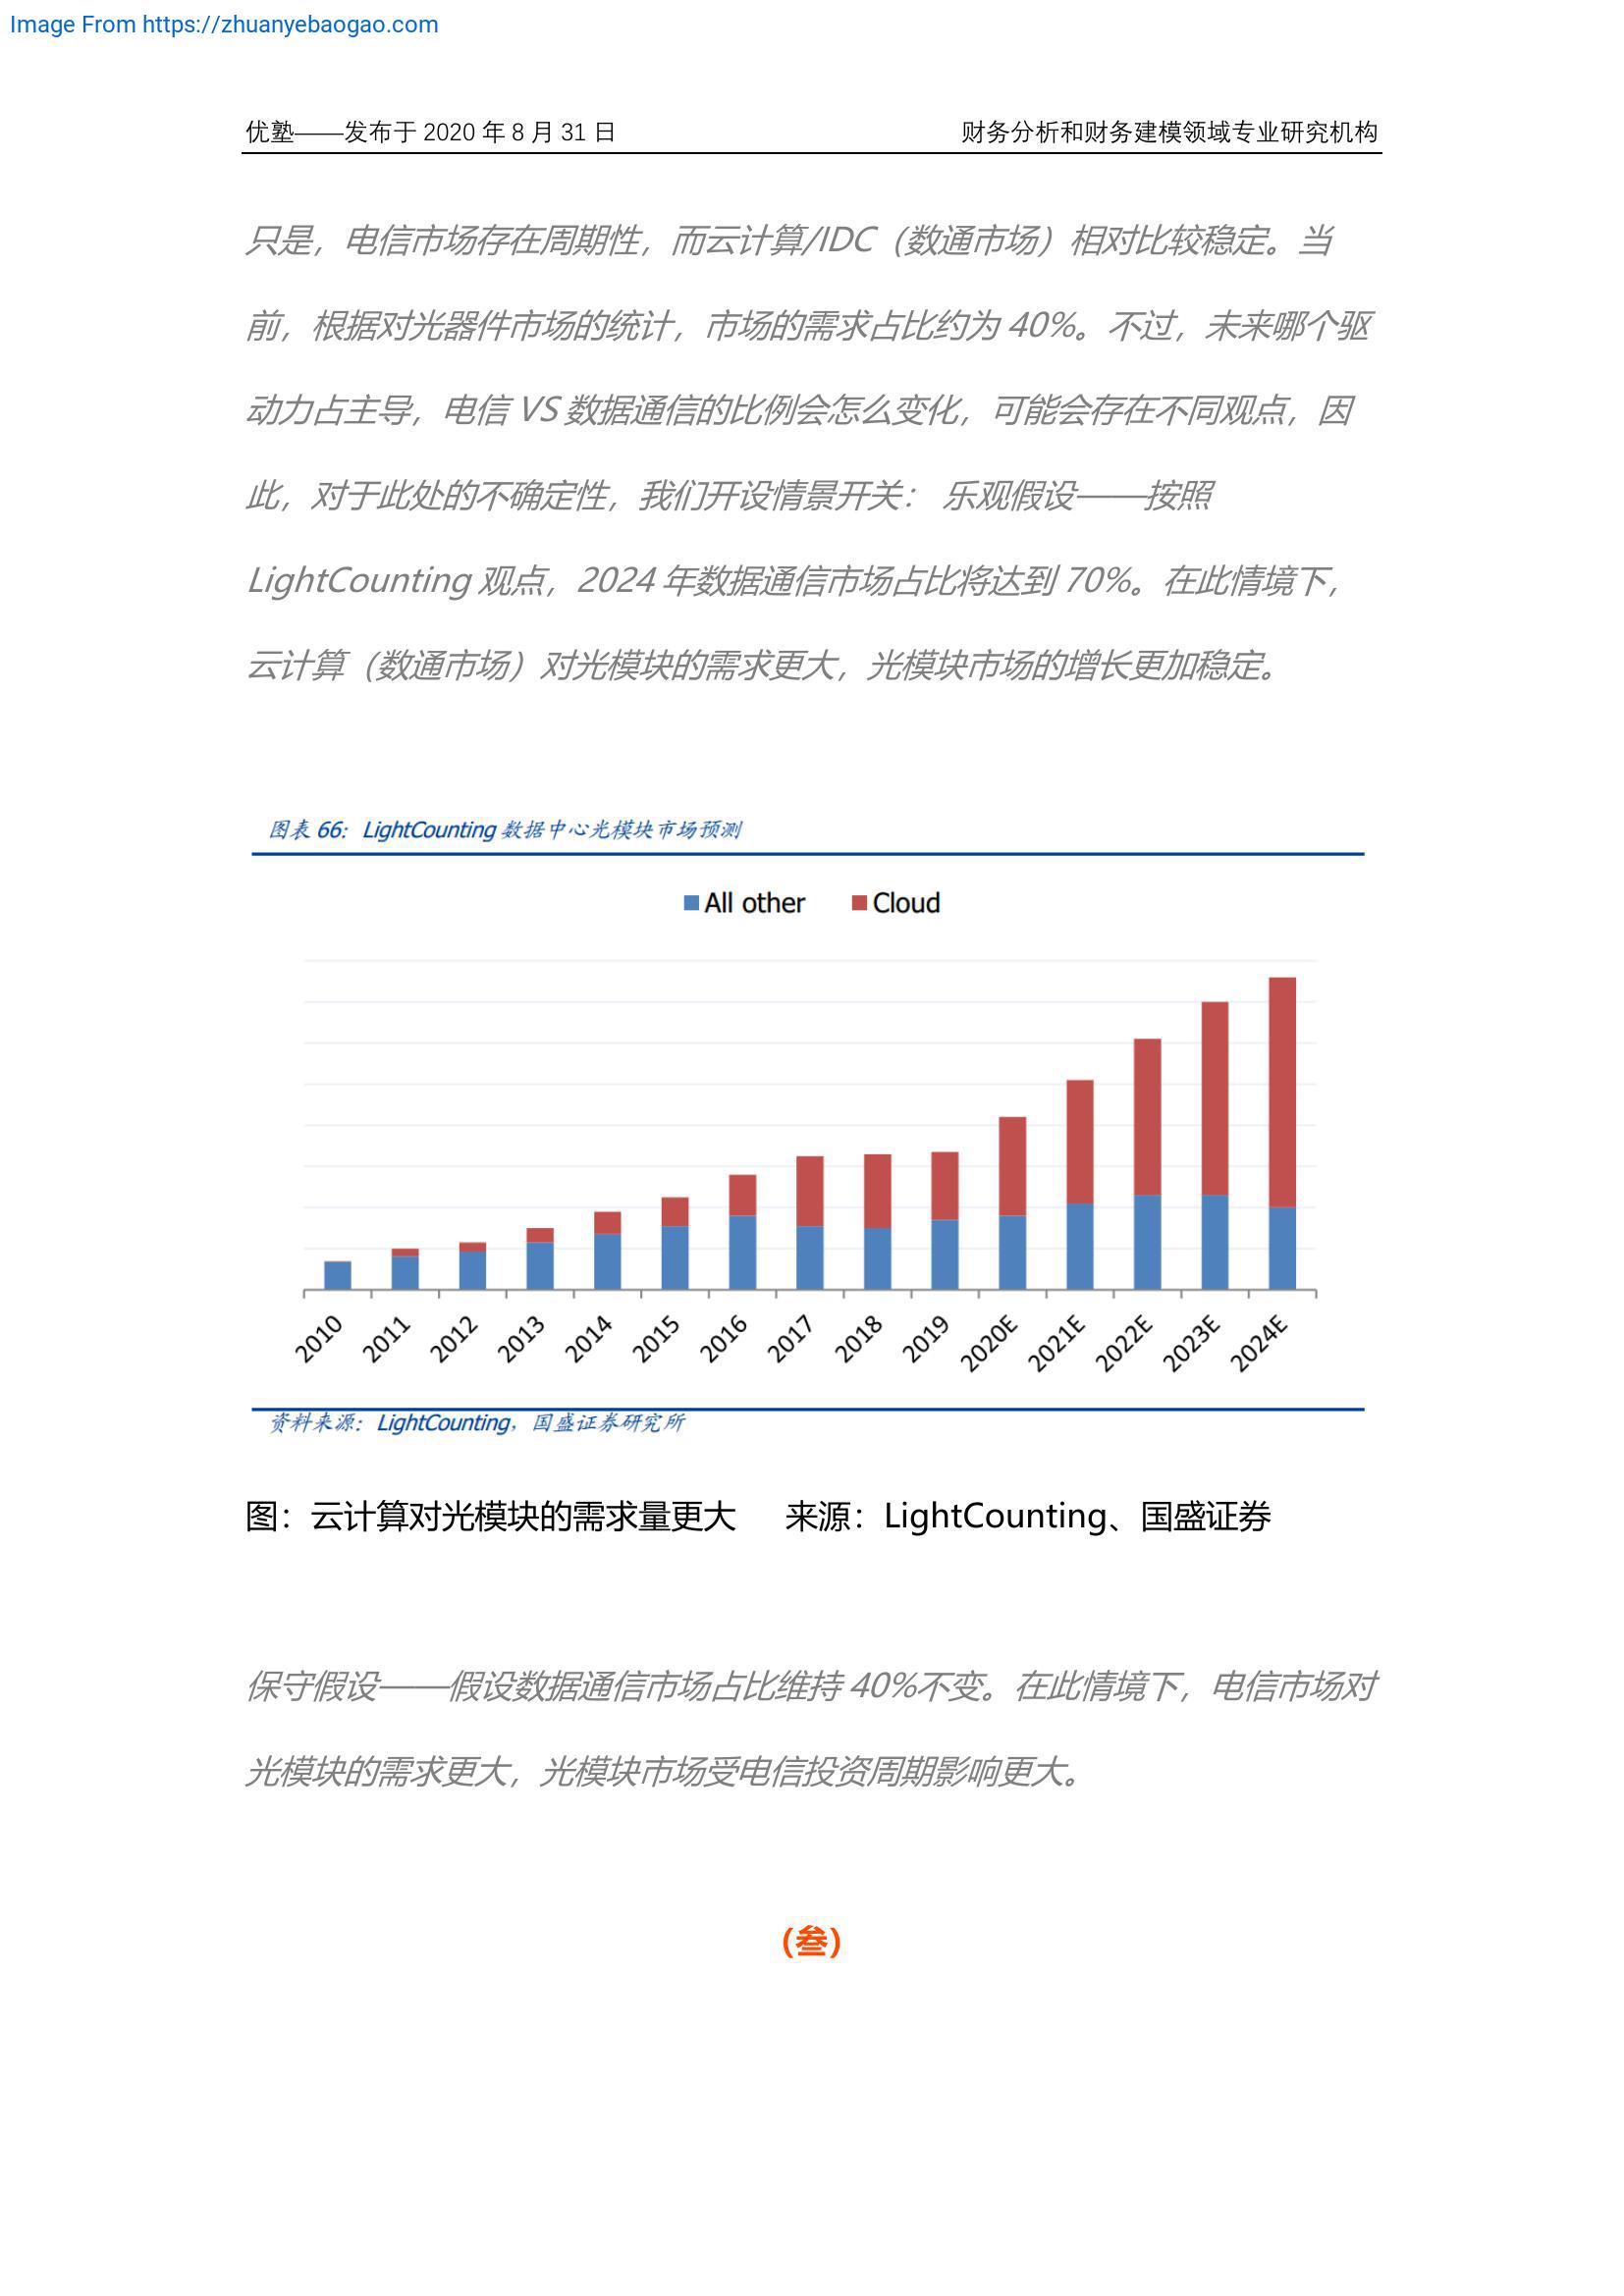 Image From https://zhuanyebaogao.com
优塾——发布于 2020 年 8 月 31 日 财务分析和财务建模领域专业研究机构
只是，电信市场存在周期性，而云计算/IDC（数通市场）相对比较稳定。当
前，根据对光器件市场的统计，市场的需求占比约为 40%。不过，未来哪个驱
动力占主导，电信 VS 数据通信的比例会怎么变化，可能会存在不同观点，因
此，对于此处的不确定性，我们开设情景开关： 乐观假设——按照
LightCounting 观点，2024 年数据通信市场占比将达到 70%。在此情境下，
云计算（数通市场）对光模块的需求更大，光模块市场的增长更加稳定。
图表 66：LightCounting 数据中心光模块市场预测
All other Cloud
2010 2011 2012 2013 2014 2015 2016 2017 2018 2019 2020E 2021E 2022E 2023E 2024E
资料来源：LightCounting，国盛证券研究所
图：云计算对光模块的需求量更大 来源：LightCounting、国盛证券
保守假设——假设数据通信市场占比维持 40%不变。在此情境下，电信市场对
光模块的需求更大，光模块市场受电信投资周期影响更大。
（叁）